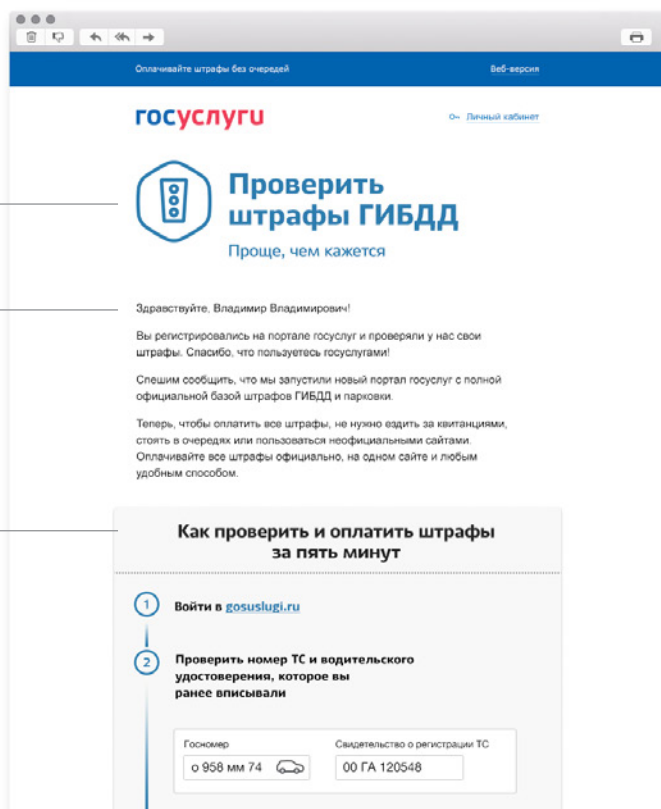 Оплачивайте штрафы без очередей
Веб-версия
госуслуги
Личный кабинет
Проверить
штрафы ГИБДД
Проще, чем кажется
Здравствуйте, Владимир Владимирович!
Вы регистрировались на портале госуслуг и проверяли у нас свои
штрафы. Спасибо, что пользуетесь госуслугами!
Спешим сообщить, что мы запустили новый портал госуслуг с полной
официальной базой штрафов ГИБДД и парковки.
Теперь, чтобы оплатить все штрафы, не нужно ездить за квитанциями,
стоять в очередях или пользоваться неофициальными сайтами.
Оплачивайте все штрафы официально, на одном сайте и любым
удобным способом.
Как проверить и оплатить штрафы
за пять минут
1
Войти в gosuslugi.ru
2
Проверить номер ТС и водительского
удостоверения, которое вы
ранее вписывали
Госномер
Свидетельство о регистрации ТС
о 958 мм 74
00 ГА 120548